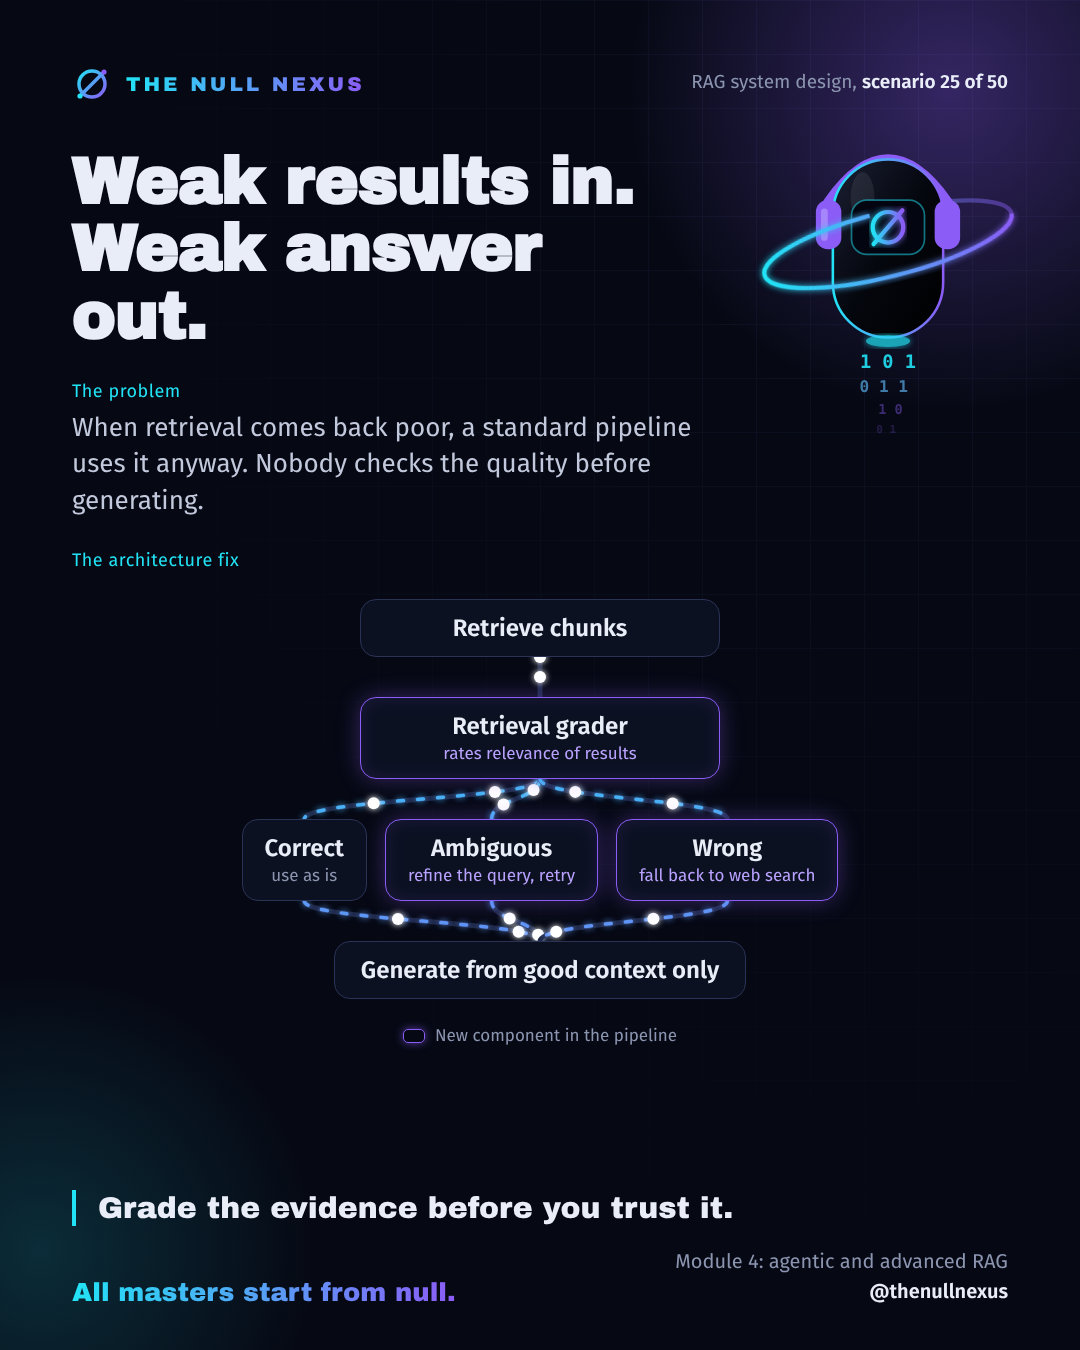 THE NULL NEXUS
RAG system design, scenario 25 of 50
Weak results in.
Weak answer
out.
1 0 1
0 1 1
1 0
0 1
The problem
When retrieval comes back poor, a standard pipeline
uses it anyway. Nobody checks the quality before
generating.
The architecture fix
Retrieve chunks
Retrieval grader
rates relevance of results
Correct
use as is
Ambiguous
refine the query, retry
Wrong
fall back to web search
Generate from good context only
New component in the pipeline
Grade the evidence before you trust it.
Module 4: agentic and advanced RAG
All masters start from null.
@thenullnexus